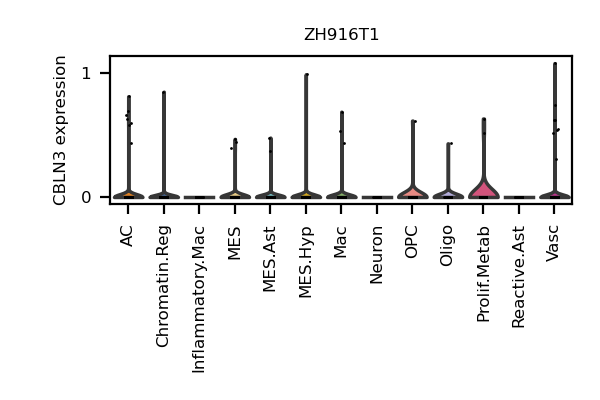 ZH916T1
CBLN3 expression
1
0
AC
Chromatin.Reg
Inflammatory.Mac
MES
MES.Ast
MES.Hyp
Mac
Neuron
OPC
Oligo
Prolif.Metab
Reactive.Ast
Vasc